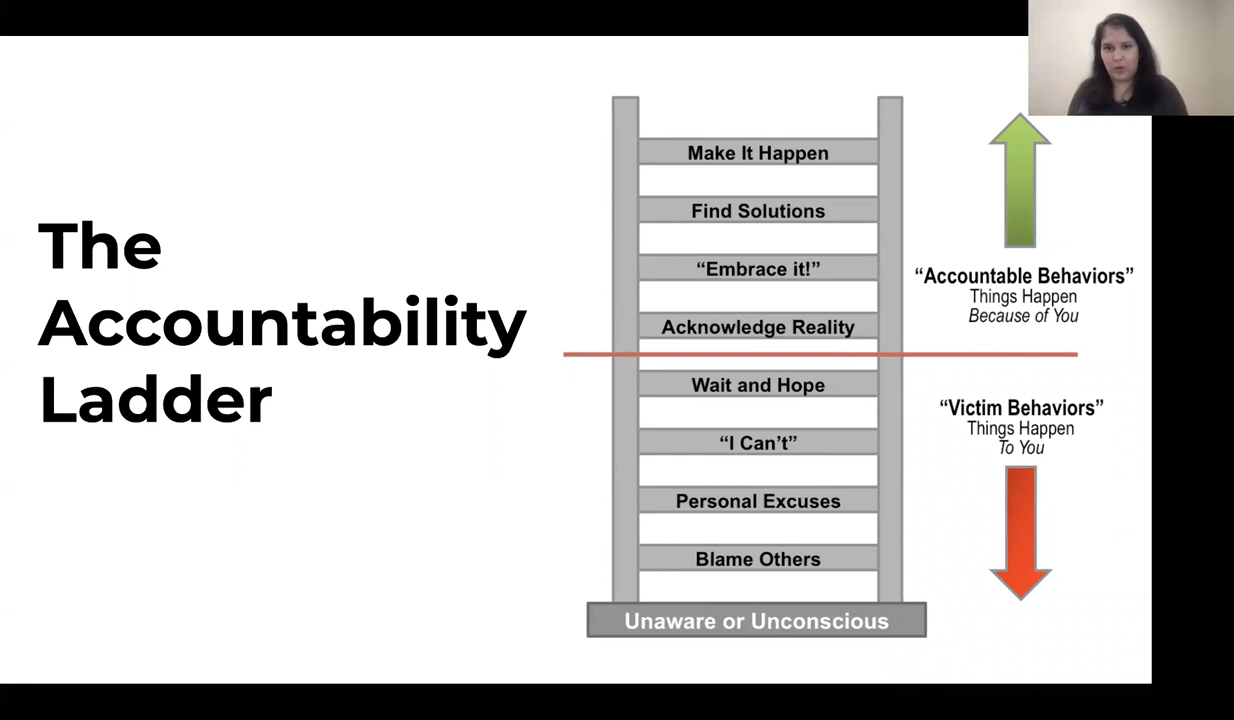 The
Accountability
Ladder
Make It Happen
Find Solutions
“Embrace it!”
Acknowledge Reality
Wait and Hope
“I Can’t”
Personal Excuses
Blame Others
Unaware or Unconscious
“Accountable Behaviors”
Things Happen
Because of You
“Victim Behaviors”
Things Happen
To You